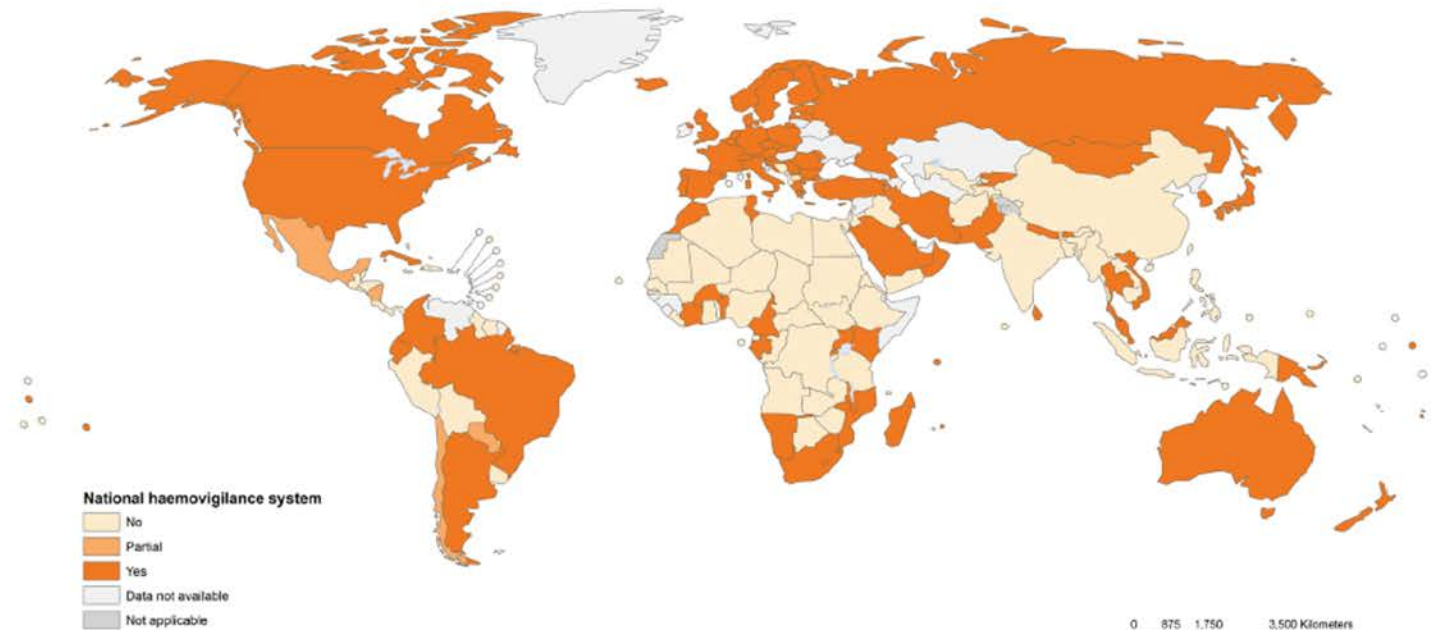 National haemovigilance system
No
Partial
Yes
Data not available
Not applicable
0 875 1,750 3,500 Kilometers